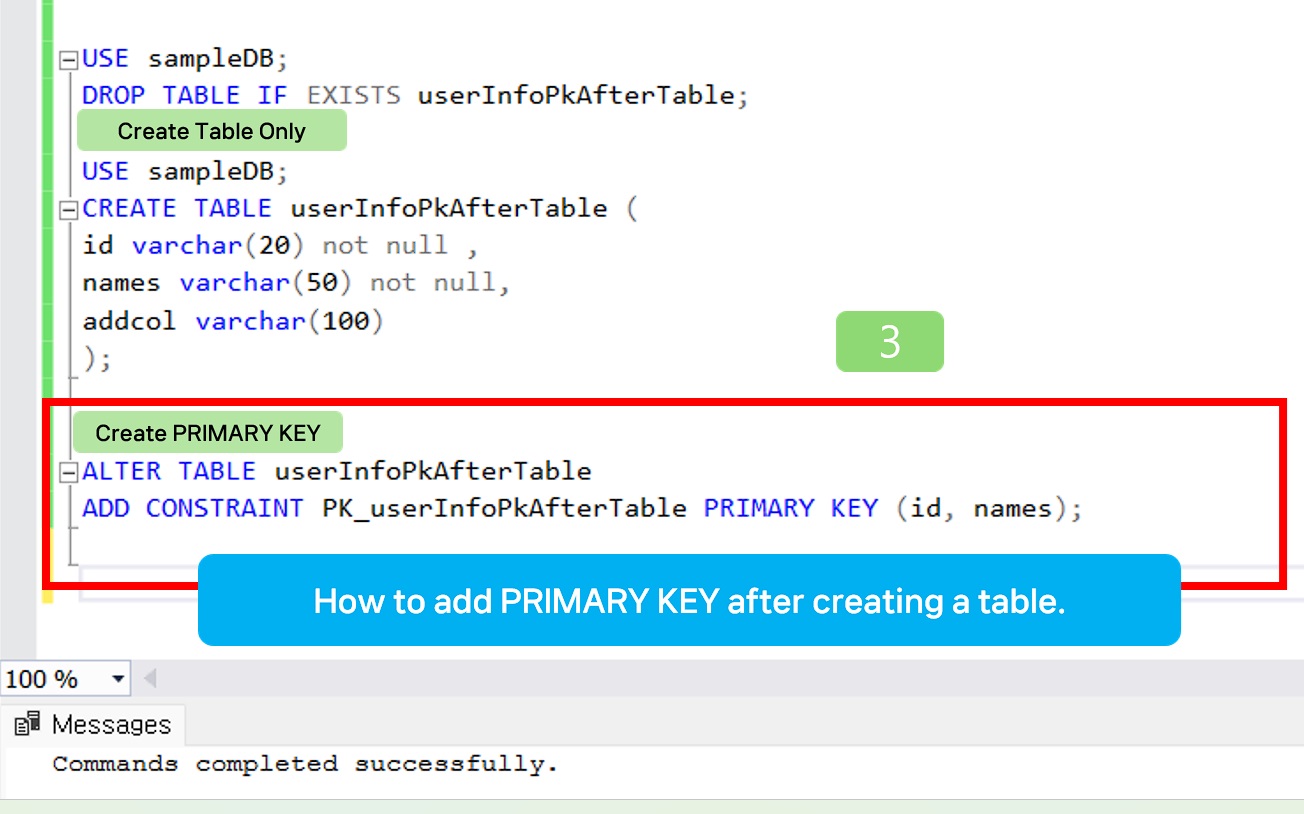 USE sampleDB;
DROP TABLE IF EXISTS userInfoPkAfterTable;
Create Table Only
USE sampleDB;
CREATE TABLE userInfoPkAfterTable (
id varchar(20) not null ,
names varchar(50) not null,
addcol varchar(100)
);
3
Create PRIMARY KEY
ALTER TABLE userInfoPkAfterTable
ADD CONSTRAINT PK_userInfoPkAfterTable PRIMARY KEY (id, names);
How to add PRIMARY KEY after creating a table.
100 %
Messages
Commands completed successfully.